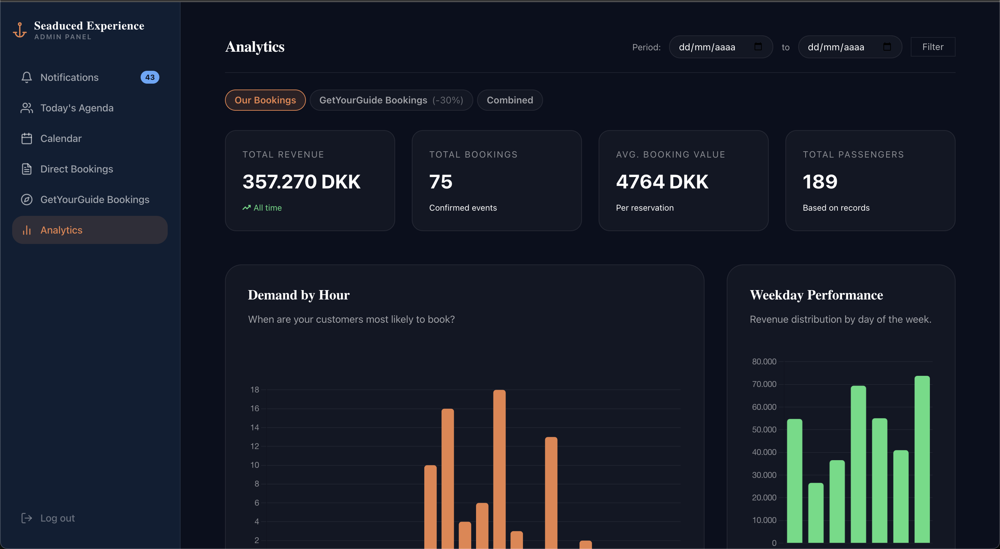 Seaduced Experience
ADMIN PANEL
Notifications 43
Today's Agenda
Calendar
Direct Bookings
GetYourGuide Bookings
Analytics
Log out
Analytics
Period: dd/mm/aaaa to dd/mm/aaaa Filter
Our Bookings GetYourGuide Bookings (-30%) Combined
TOTAL REVENUE
357.270 DKK
All time
TOTAL BOOKINGS
75
Confirmed events
AVG. BOOKING VALUE
4764 DKK
Per reservation
TOTAL PASSENGERS
189
Based on records
Demand by Hour
When are your customers most likely to book?
18
16
14
12
10
8
6
4
2
Weekday Performance
Revenue distribution by day of the week.
80.000
70.000
60.000
50.000
40.000
30.000
20.000
10.000
0